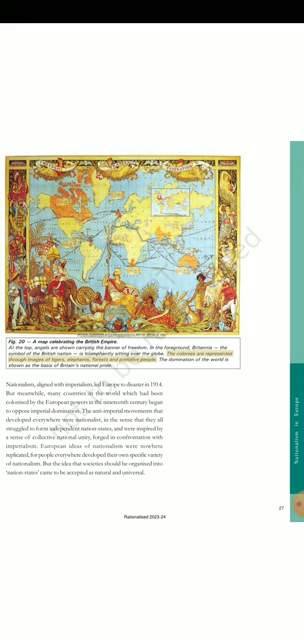 Fig. 20 — A map celebrating the British Empire.
At the top, angels are shown carrying the banner of freedom. In the foreground, Britannia — the
symbol of the British nation — is triumphantly sitting over the globe. The colonies are represented
through images of tigers, elephants, forests and primitive people. The domination of the world is
shown as the basis of Britain's national pride.
Nationalism, aligned with imperialism, led Europe to disaster in 1914.
But meanwhile, many countries in the world which had been
colonised by the European powers in the nineteenth century began
to oppose imperial domination. The anti-imperial movements that
developed everywhere were nationalist, in the sense that they all
struggled to form independent nation-states, and were inspired by
a sense of collective national unity, forged in confrontation with
imperialism. European ideas of nationalism were nowhere
replicated, for people everywhere developed their own specific variety
of nationalism. But the idea that societies should be organised into
'nation-states' came to be accepted as natural and universal.
Nationalism in Europe
27
Rationalised 2023-24